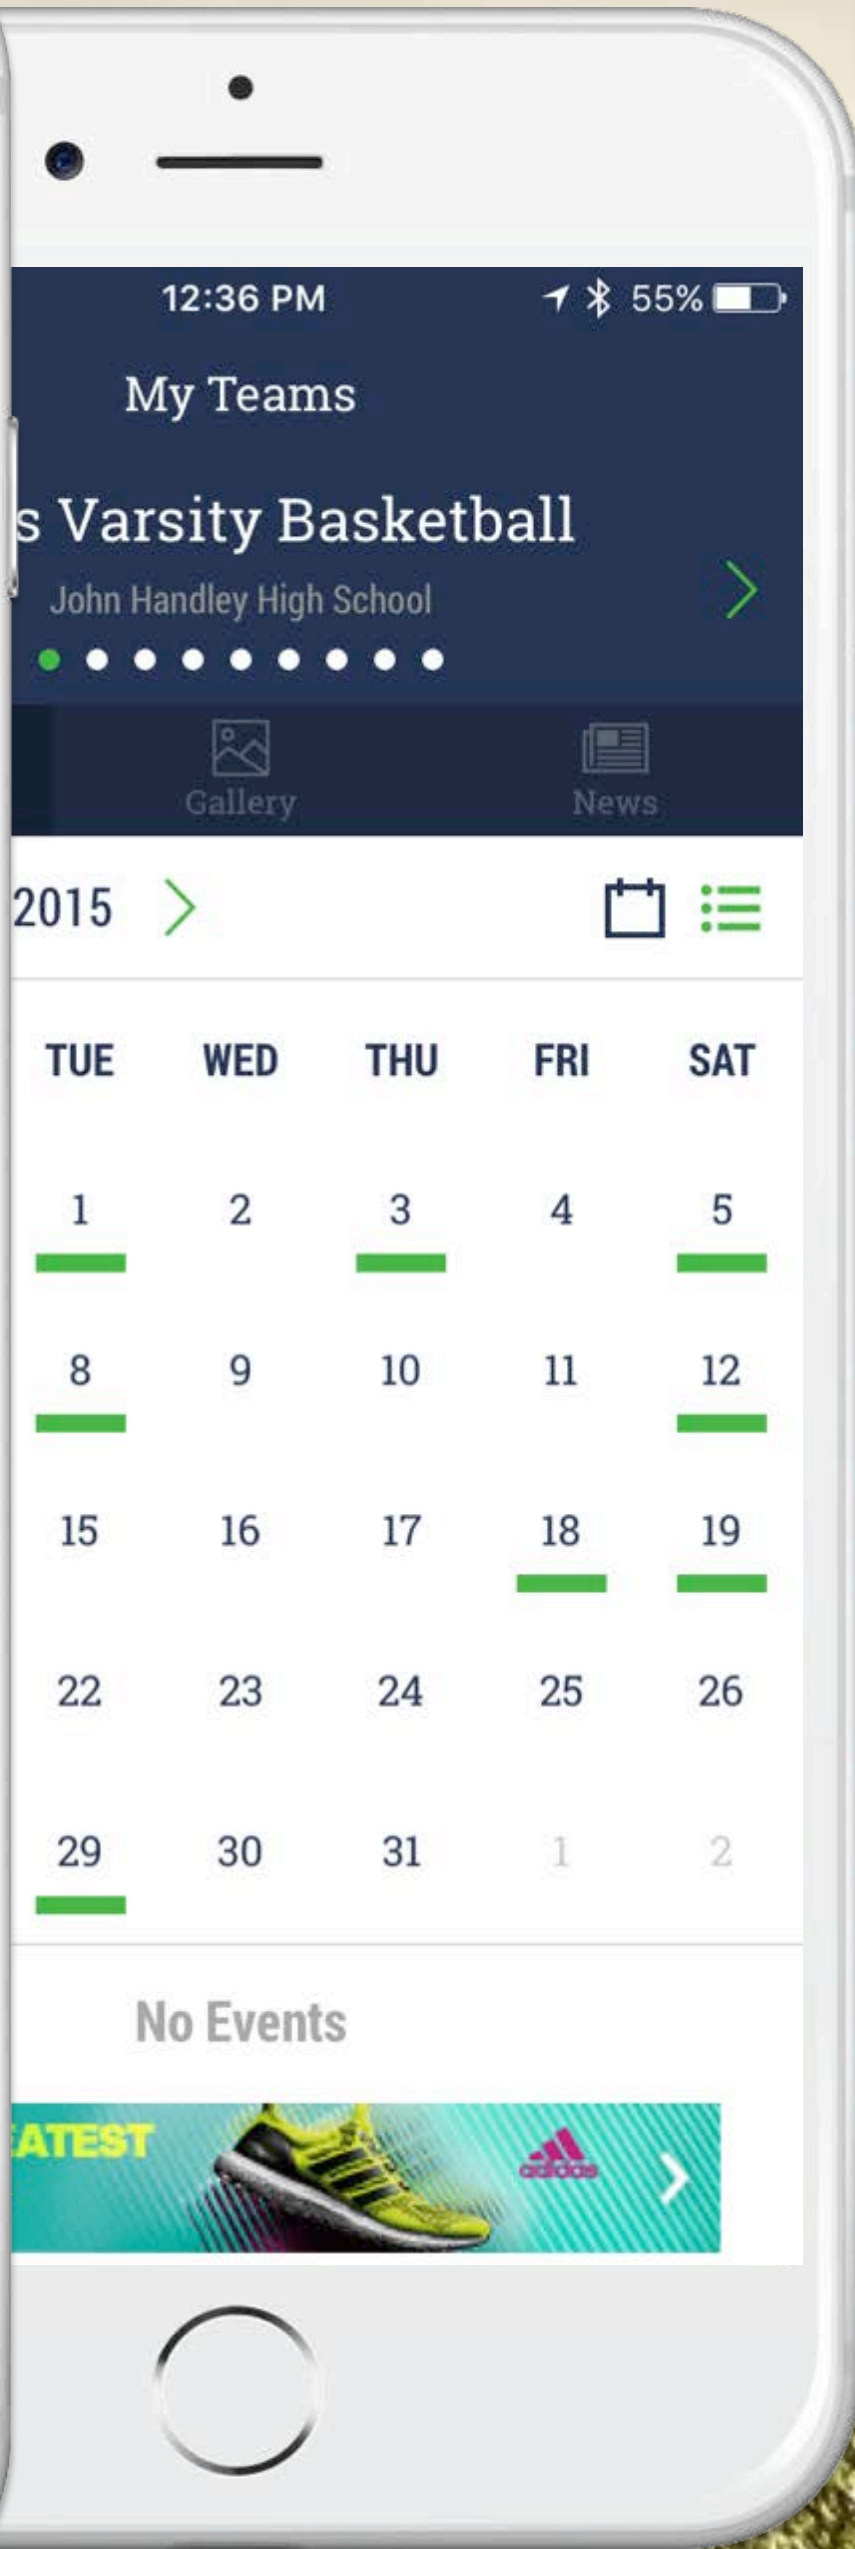 12:36 PM 55%
My Teams
s Varsity Basketball
John Handley High School
Gallery News
2015
TUE WED THU FRI SAT
1 2 3 4 5
8 9 10 11 12
15 16 17 18 19
22 23 24 25 26
29 30 31 1 2
No Events
EATEST
adidas